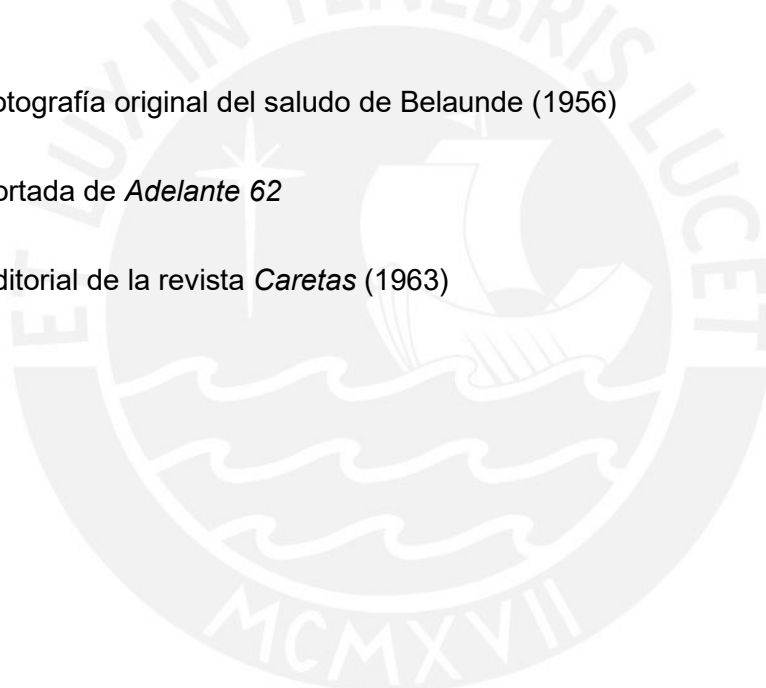 otografía original del saludo de Belaunde (1956)
ortada de Adelante 62
ditorial de la revista Caretas (1963)
ET LUX IN TENEBRIS LUCET
MCMXVII